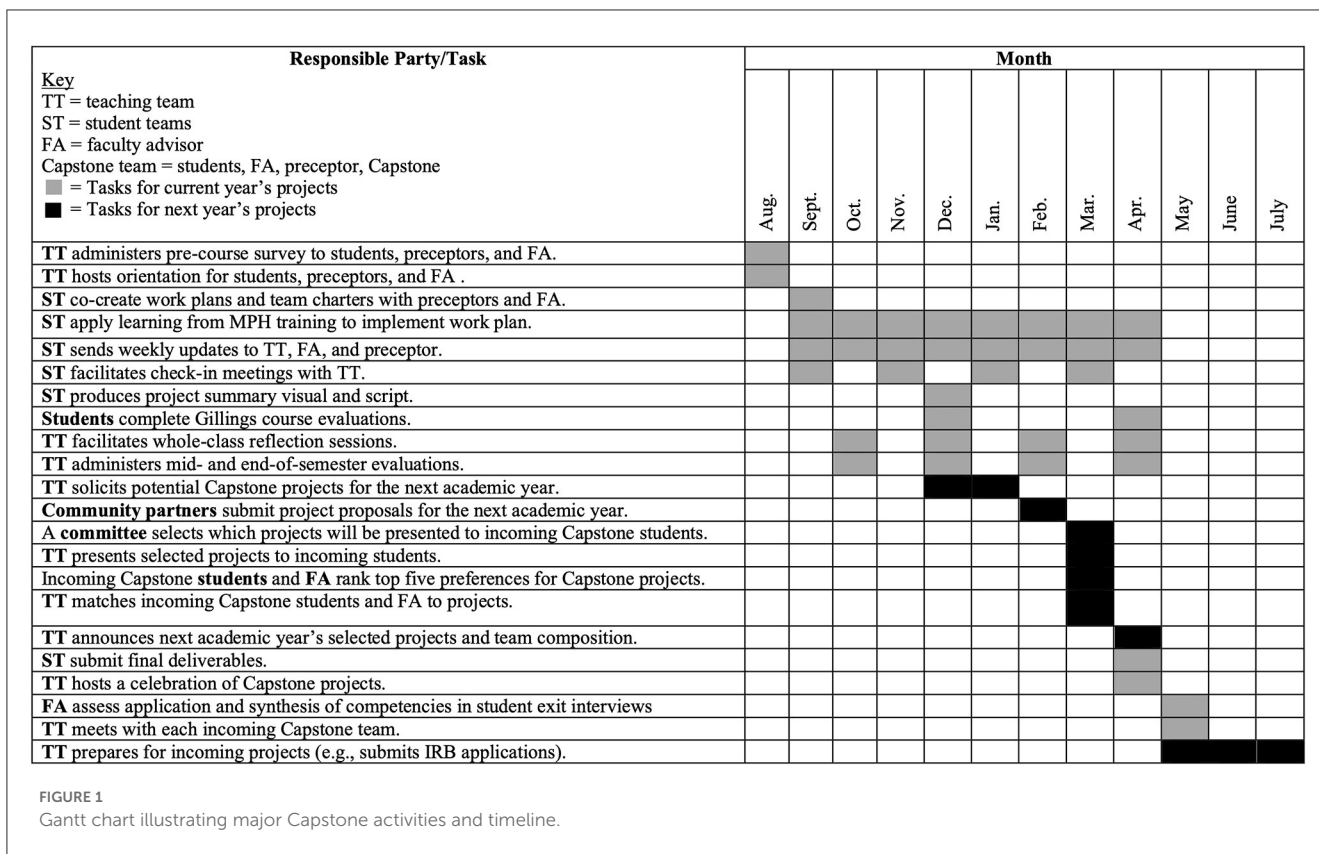 Responsible Party/Task
Month
Key
TT = teaching team
ST = student teams
FA = faculty advisor
Capstone team = students, FA, preceptor, Capstone
= Tasks for current year's projects
= Tasks for next year's projects
Aug.
Sept.
Oct.
Nov.
Dec.
Jan.
Feb.
Mar.
Apr.
May
June
July
TT administers pre-course survey to students, preceptors, and FA.
TT hosts orientation for students, preceptors, and FA .
ST co-create work plans and team charters with preceptors and FA.
ST apply learning from MPH training to implement work plan.
ST sends weekly updates to TT, FA, and preceptor.
ST facilitates check-in meetings with TT.
ST produces project summary visual and script.
Students complete Gillings course evaluations.
TT facilitates whole-class reflection sessions.
TT administers mid- and end-of-semester evaluations.
TT solicits potential Capstone projects for the next academic year.
Community partners submit project proposals for the next academic year.
A committee selects which projects will be presented to incoming Capstone students.
TT presents selected projects to incoming students.
Incoming Capstone students and FA rank top five preferences for Capstone projects.
TT matches incoming Capstone students and FA to projects.
TT announces next academic year's selected projects and team composition.
ST submit final deliverables.
TT hosts a celebration of Capstone projects.
FA assess application and synthesis of competencies in student exit interviews
TT meets with each incoming Capstone team.
TT prepares for incoming projects (e.g., submits IRB applications).
FIGURE 1
Gantt chart illustrating major Capstone activities and timeline.